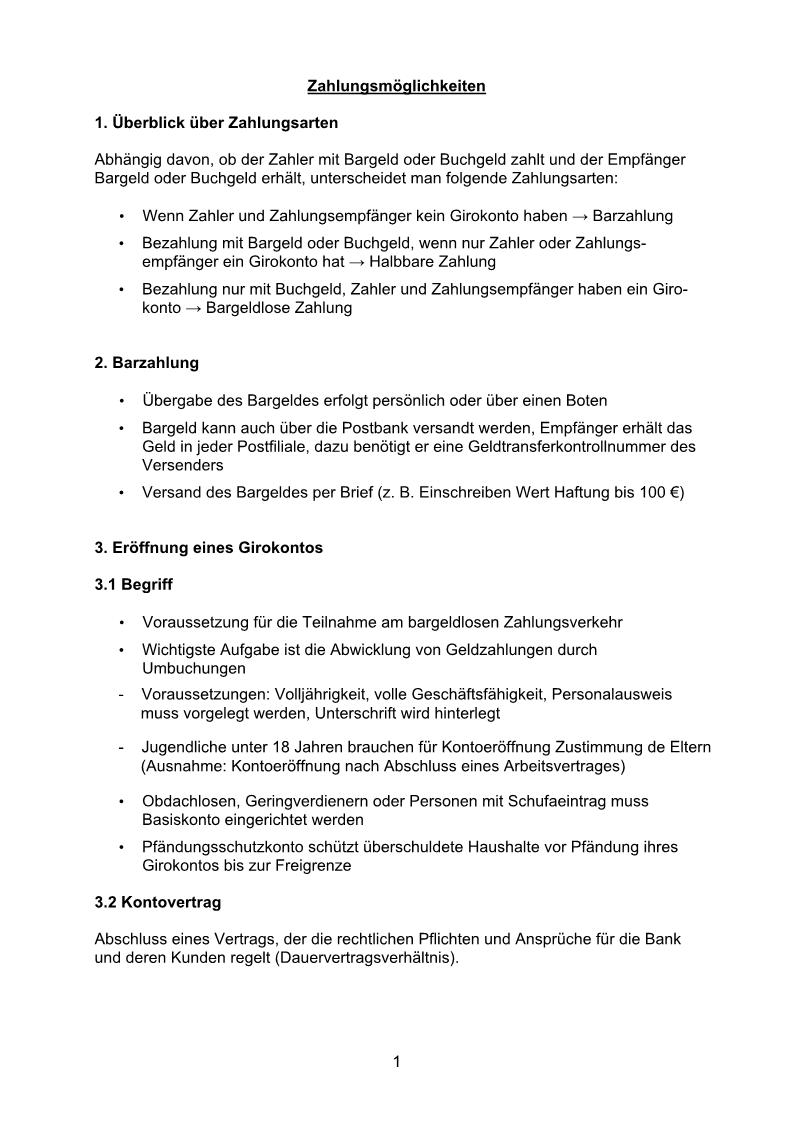 Zahlungsmöglichkeiten
1. Überblick über Zahlungsarten
Abhängig davon, ob der Zahler mit Bargeld oder Buchgeld zahlt und der Empfänger
Bargeld oder Buchgeld erhält, unterscheidet man folgende Zahlungsarten:
• Wenn Zahler und Zahlungsempfänger kein Girokonto haben → Barzahlung
• Bezahlung mit Bargeld oder Buchgeld, wenn nur Zahler oder Zahlungs-
empfänger ein Girokonto hat → Halbbare Zahlung
• Bezahlung nur mit Buchgeld, Zahler und Zahlungsempfänger haben ein Giro-
konto → Bargeldlose Zahlung
2. Barzahlung
• Übergabe des Bargeldes erfolgt persönlich oder über einen Boten
• Bargeld kann auch über die Postbank versandt werden, Empfänger erhält das
Geld in jeder Postfiliale, dazu benötigt er eine Geldtransferkontrollnummer des
Versenders
• Versand des Bargeldes per Brief (z. B. Einschreiben Wert Haftung bis 100 €)
3. Eröffnung eines Girokontos
3.1 Begriff
• Voraussetzung für die Teilnahme am bargeldlosen Zahlungsverkehr
• Wichtigste Aufgabe ist die Abwicklung von Geldzahlungen durch
Umbuchungen
- Voraussetzungen: Volljährigkeit, volle Geschäftsfähigkeit, Personalausweis
muss vorgelegt werden, Unterschrift wird hinterlegt
- Jugendliche unter 18 Jahren brauchen für Kontoeröffnung Zustimmung de Eltern
(Ausnahme: Kontoeröffnung nach Abschluss eines Arbeitsvertrages)
• Obdachlosen, Geringverdienern oder Personen mit Schufaeintrag muss
Basiskonto eingerichtet werden
• Pfändungsschutzkonto schützt überschuldete Haushalte vor Pfändung ihres
Girokontos bis zur Freigrenze
3.2 Kontovertrag
Abschluss eines Vertrags, der die rechtlichen Pflichten und Ansprüche für die Bank
und deren Kunden regelt (Dauervertragsverhältnis).
1